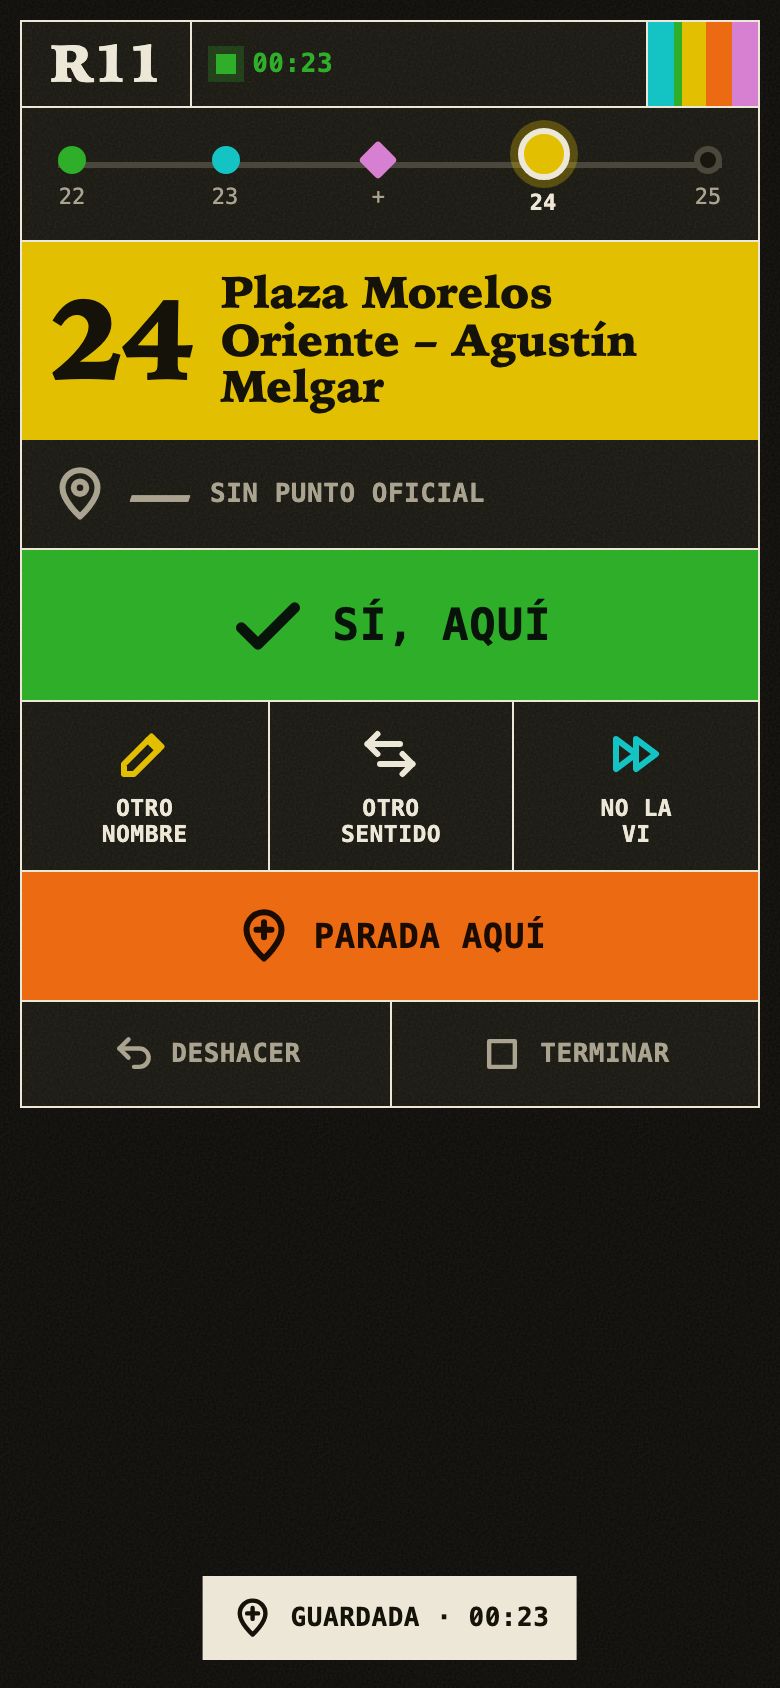 R11
00:23
22
23
+
24
25
24
Plaza Morelos
Oriente – Agustín
Melgar
SIN PUNTO OFICIAL
SÍ, AQUÍ
OTRO
NOMBRE
OTRO
SENTIDO
NO LA
VI
PARADA AQUÍ
DESHACER
TERMINAR
GUARDADA · 00:23